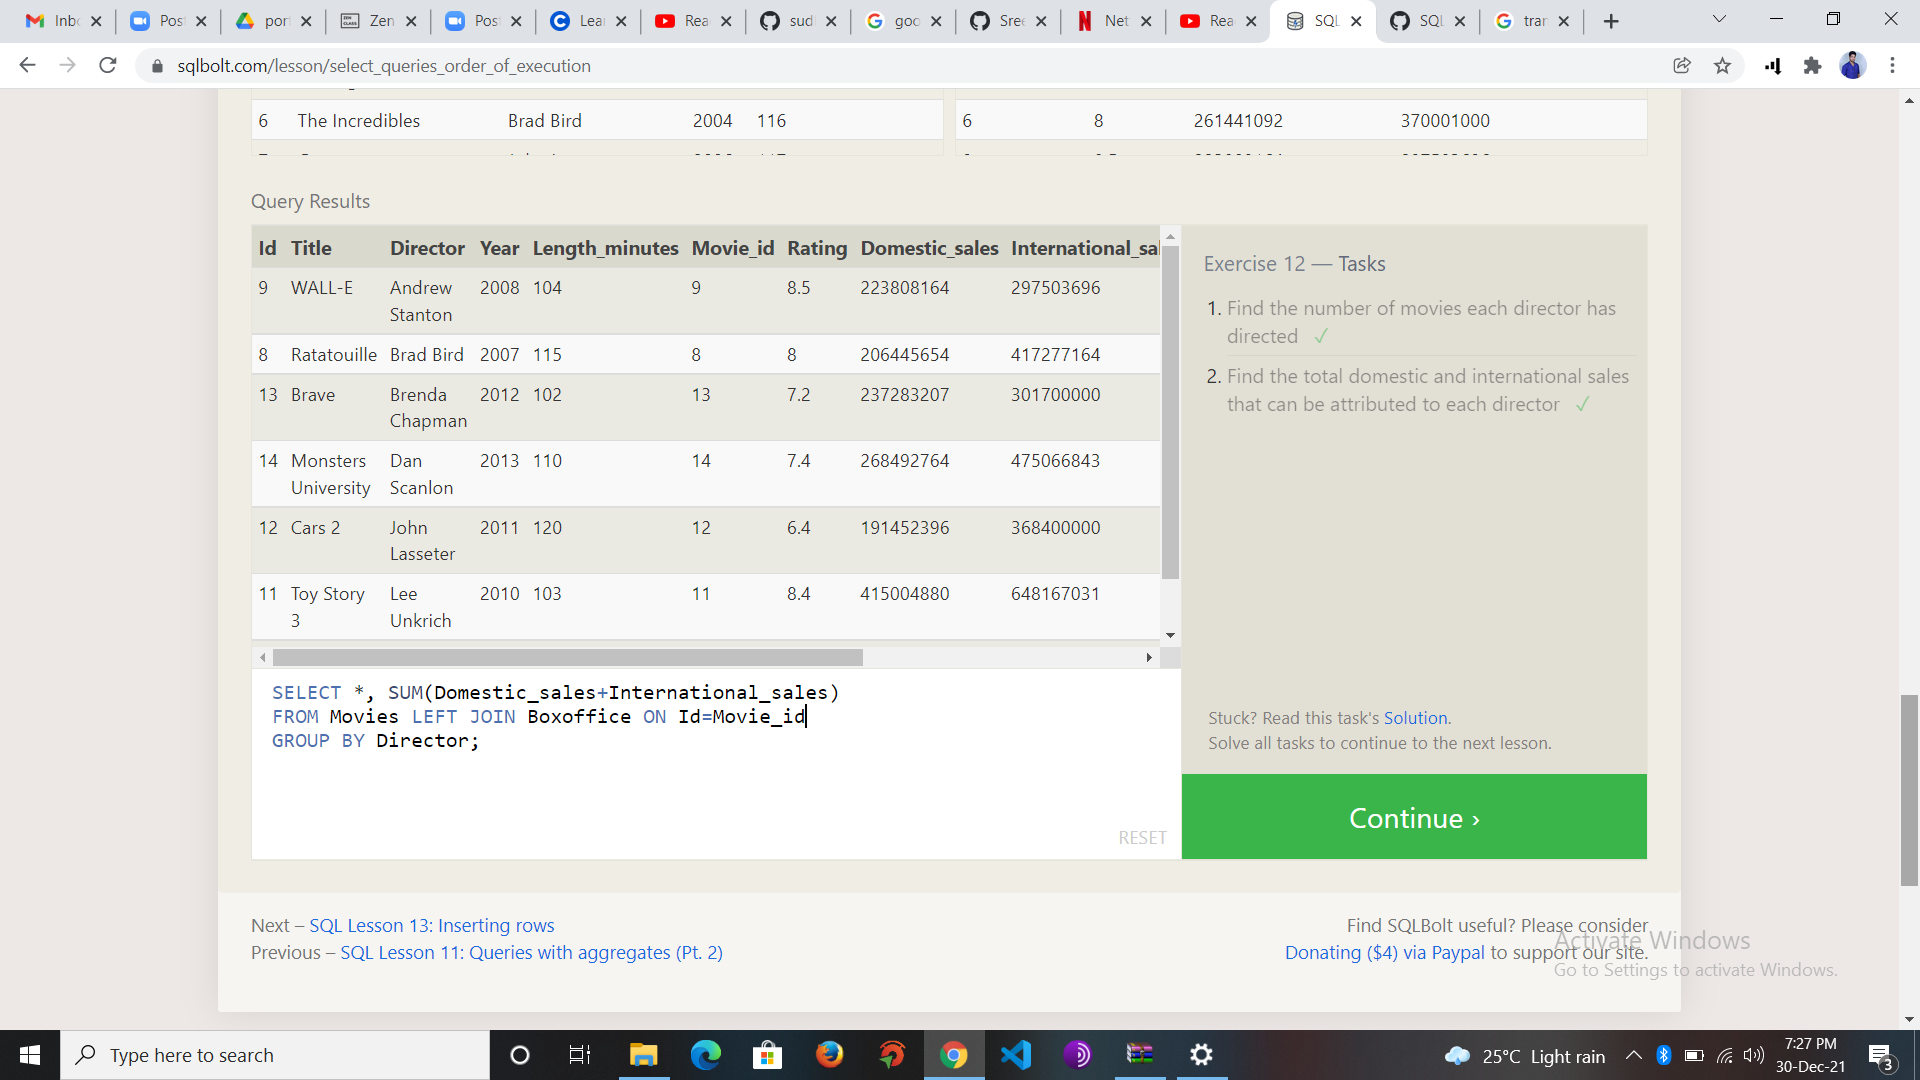 Inb
Pos
port
Zen
Pos
Lea
Rea
sud
goo
Sre
Net
Rea
SQL
SQL
tran
sqlbolt.com/lesson/select_queries_order_of_execution
6 The Incredibles Brad Bird 2004 116
6 8 261441092 370001000
Query Results
Id Title Director Year Length_minutes Movie_id Rating Domestic_sales International_sal
9 WALL-E Andrew Stanton 2008 104 9 8.5 223808164 297503696
8 Ratatouille Brad Bird 2007 115 8 8 206445654 417277164
13 Brave Brenda Chapman 2012 102 13 7.2 237283207 301700000
14 Monsters University Dan Scanlon 2013 110 14 7.4 268492764 475066843
12 Cars 2 John Lasseter 2011 120 12 6.4 191452396 368400000
11 Toy Story 3 Lee Unkrich 2010 103 11 8.4 415004880 648167031
SELECT *, SUM(Domestic_sales+International_sales)
FROM Movies LEFT JOIN Boxoffice ON Id=Movie_id
GROUP BY Director;
RESET
Exercise 12 — Tasks
1. Find the number of movies each director has
directed ✓
2. Find the total domestic and international sales
that can be attributed to each director ✓
Stuck? Read this task's Solution.
Solve all tasks to continue to the next lesson.
Continue ›
Next – SQL Lesson 13: Inserting rows
Previous – SQL Lesson 11: Queries with aggregates (Pt. 2)
Find SQLBolt useful? Please consider
Donating ($4) via Paypal to support our site.
Activate Windows
Go to Settings to activate Windows.
Type here to search
25°C Light rain
7:27 PM
30-Dec-21
3